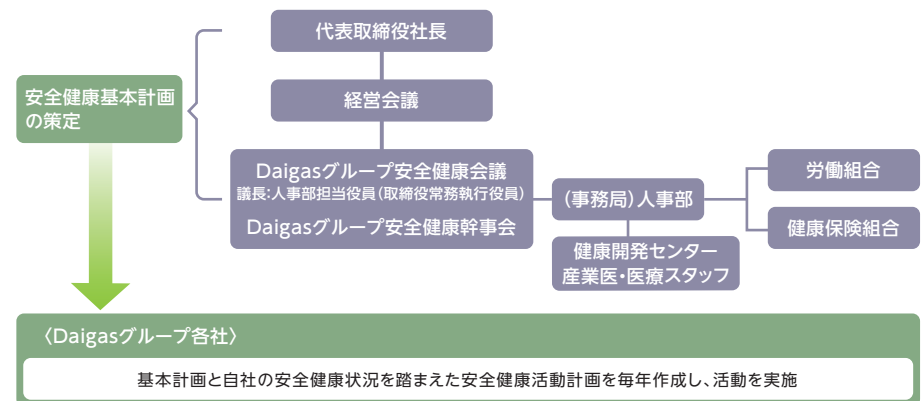 代表取締役社長
経営会議
安全健康基本計画
の策定
Daigasグループ安全健康会議
議長:人事部担当役員(取締役常務執行役員)
Daigasグループ安全健康幹事会
(事務局)人事部
健康開発センター
産業医・医療スタッフ
労働組合
健康保険組合
〈Daigasグループ各社〉
基本計画と自社の安全健康状況を踏まえた安全健康活動計画を毎年作成し、活動を実施